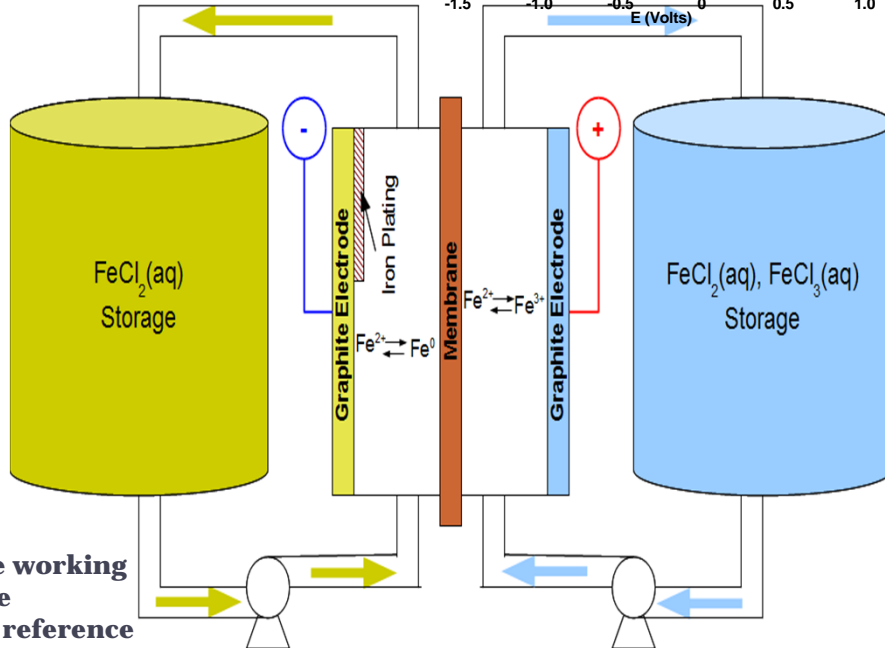 -1.5 -1.0 -0.5 0 0.5 1.0
E (Volts)
- +
Iron Plating
Graphite Electrode
Membrane
Graphite Electrode
FeCl₂(aq)
Storage
FeCl₂(aq), FeCl₃(aq)
Storage
Fe²⁺ ⇄ Fe³⁺
Fe²⁺ ⇄ Fe⁰
working
reference